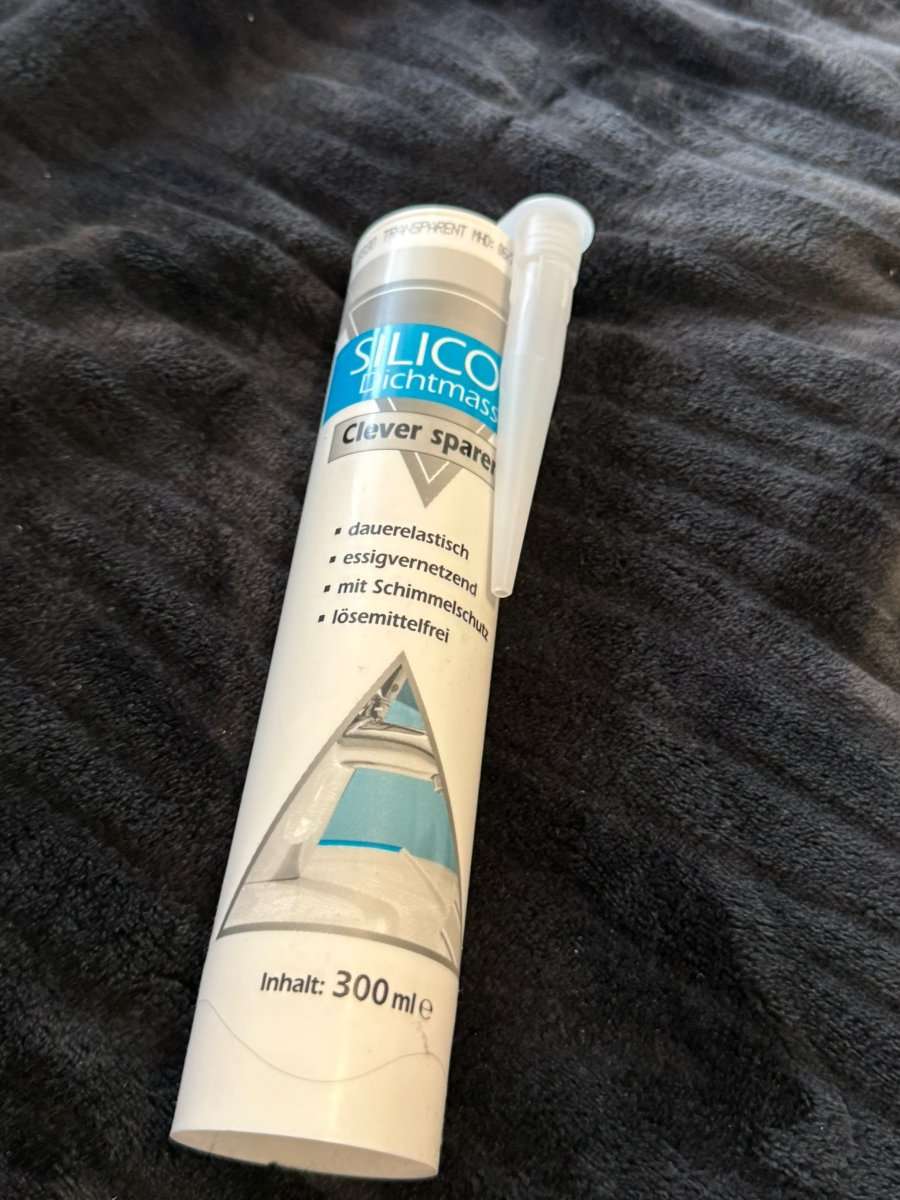 TRANSPARENT MHD:
SILICO
Dichtmass
Clever sparen
▪ dauerelastisch
▪ essigvernetzend
▪ mit Schimmelschutz
▪ lösemittelfrei
Inhalt: 300 ml ℮